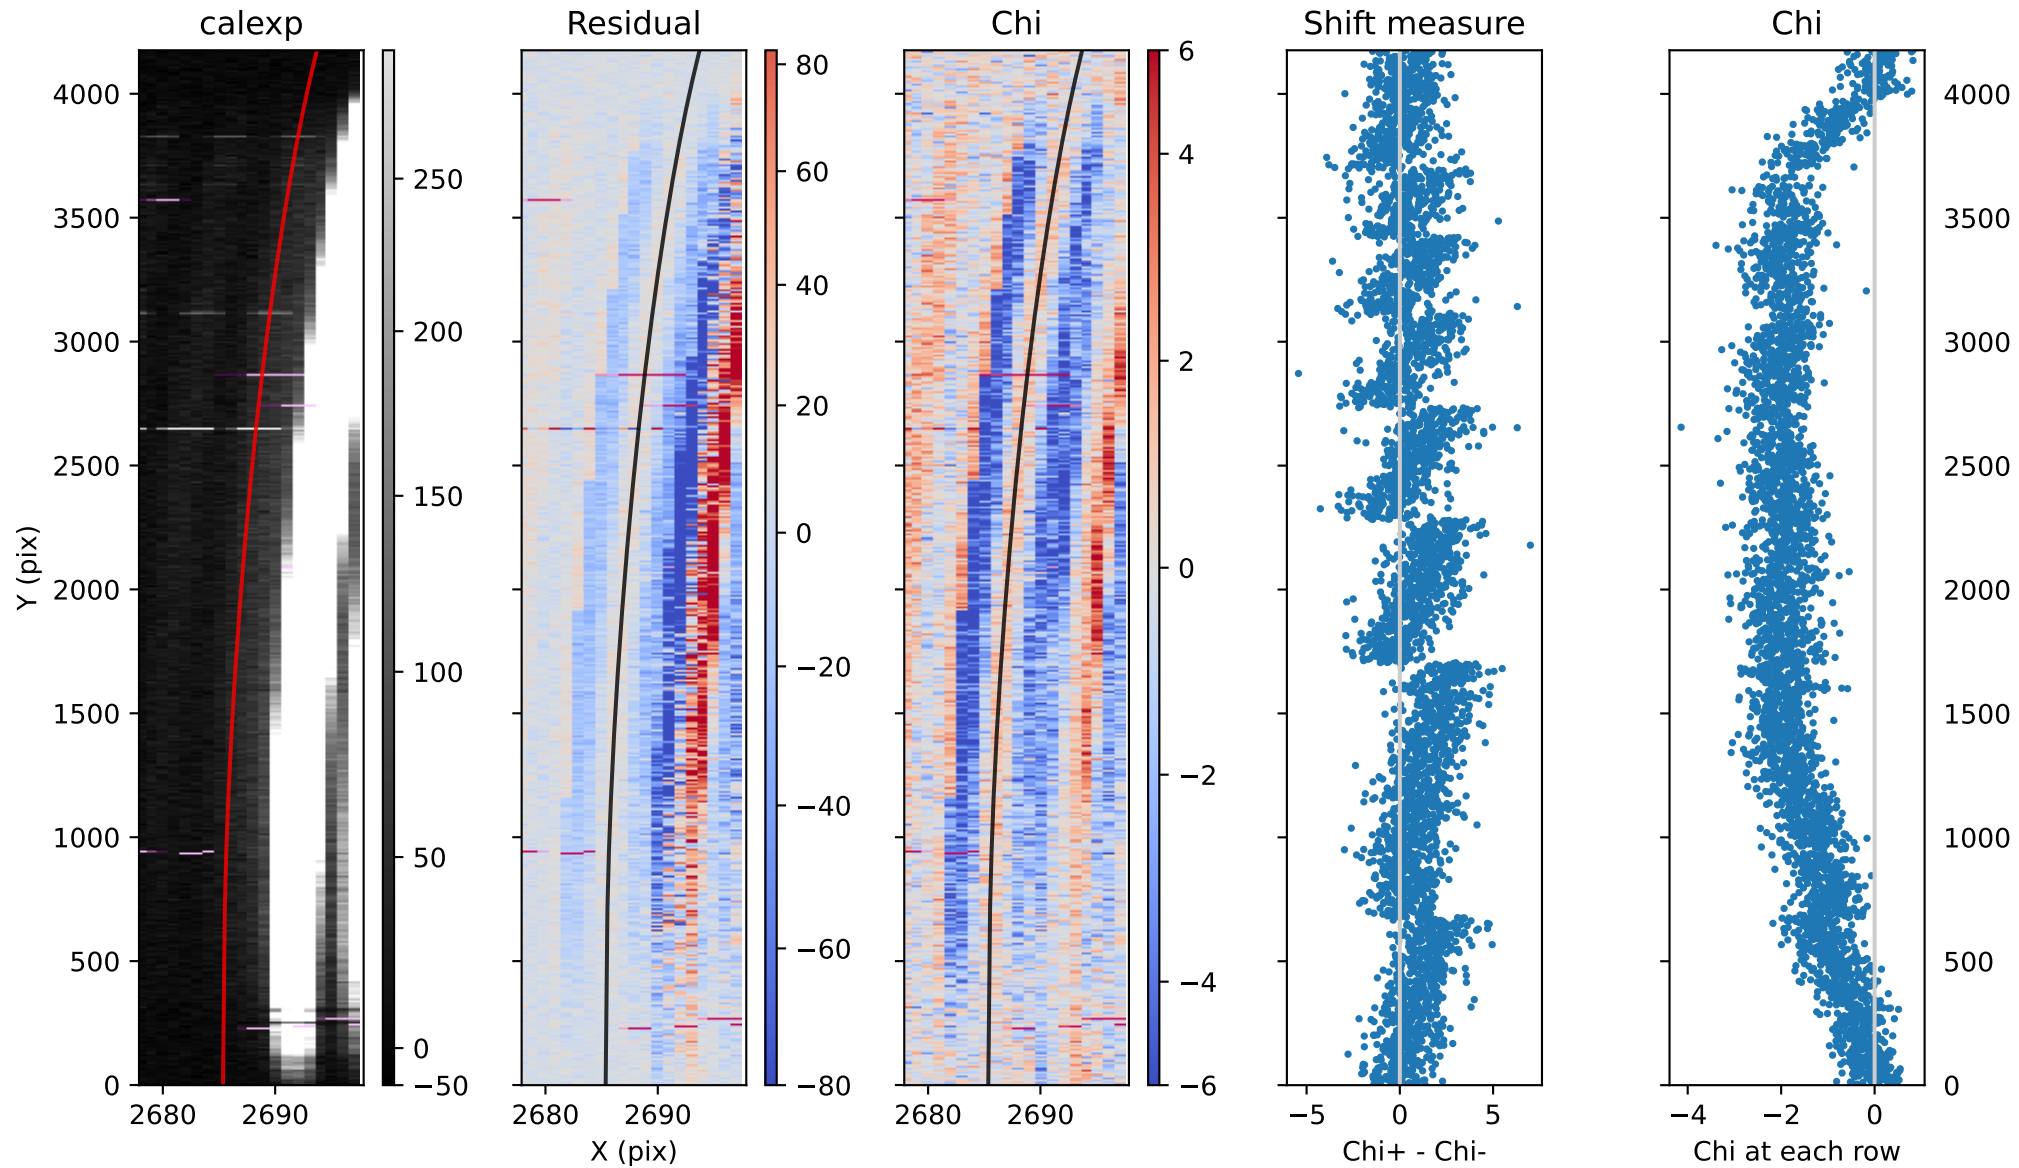 calexp Residual Chi Shift measure Chi
4000 250 80 6 4000
3500 200 60 4 3500
3000 150 40 2 3000
2500 100 20 0 2500
2000 50 0 −2 2000
1500 0 −20 −4 1500
1000 −50 −40 −6 1000
500 −60 500
0 −80 0
Y (pix)
2680 2690 2680 2690 2680 2690 −5 0 5 −4 −2 0
X (pix) Chi+ - Chi- Chi at each row